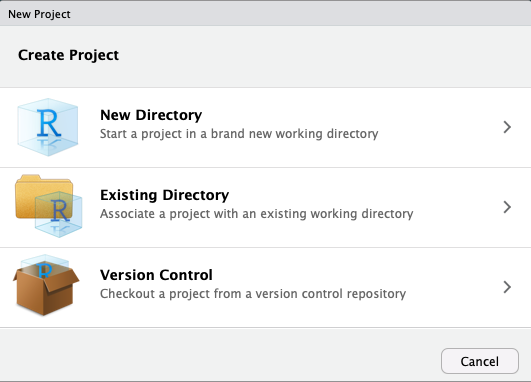 New Project
Create Project
New Directory
Start a project in a brand new working directory
Existing Directory
Associate a project with an existing working directory
Version Control
Checkout a project from a version control repository
Cancel